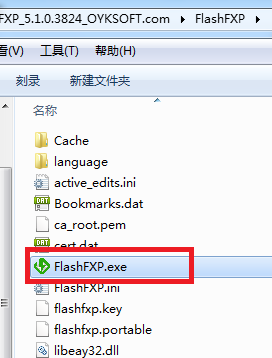 FXP_5.1.0.3824_OYKSOFT.com ▸ FlashFXP ▸
看(V) 工具(T) 帮助(H)
刻录 新建文件夹
名称
Cache
language
active_edits.ini
Bookmarks.dat
ca_root.pem
cert.dat
FlashFXP.exe
FlashFXP.ini
flashfxp.key
flashfxp.portable
libeay32.dll